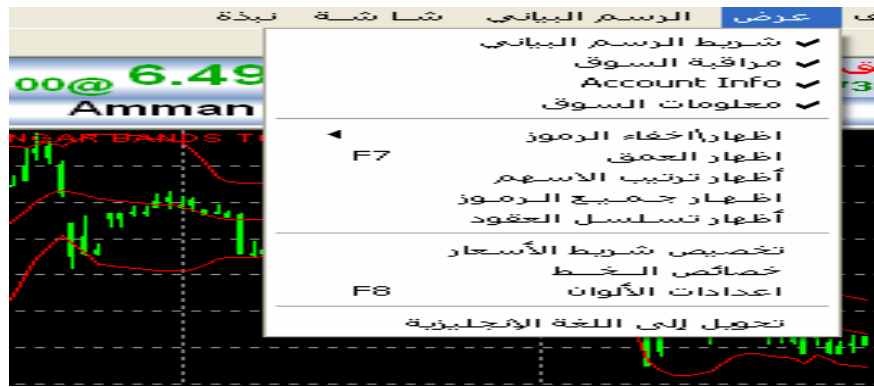 عرض الرسم البياني شاشة نبذة
شريط الرسم البياني
مراقبة السوق
Account Info
معلومات السوق
اظهار\اخفاء الرموز
اظهار العمق F7
أظهار ترتيب الاسهم
اظهار جميع الرموز
أظهار تسلسل العقود
تخصيص شريط الأسعار
خصائص الخط
اعدادات الألوان F8
تحويل إلى اللغة الإنجليزية
00@ 6.49
Amman
BANDS